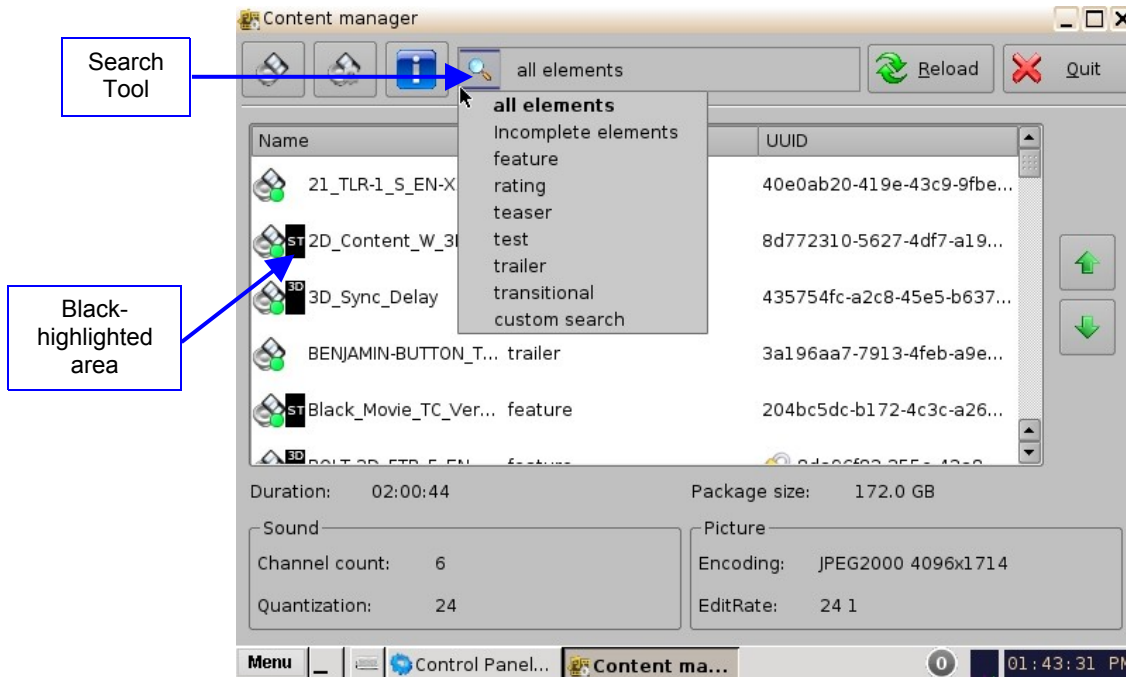 Content manager
Search
Tool
all elements
Reload
Quit
all elements
Incomplete elements
feature
rating
teaser
test
trailer
transitional
custom search
Name UUID
21_TLR-1_S_EN-X 40e0ab20-419e-43c9-9fbe...
ST 2D_Content_W_3 8d772310-5627-4df7-a19...
3D 3D_Sync_Delay 435754fc-a2c8-45e5-b637...
BENJAMIN-BUTTON_T... trailer 3a196aa7-7913-4feb-a9e...
ST Black_Movie_TC_Ver... feature 204bc5dc-b172-4c3c-a26...
3D
Black-
highlighted
area
Duration: 02:00:44 Package size: 172.0 GB
Sound
Channel count: 6
Quantization: 24
Picture
Encoding: JPEG2000 4096x1714
EditRate: 24 1
Menu Control Panel... Content ma... 0 01:43:31 PM